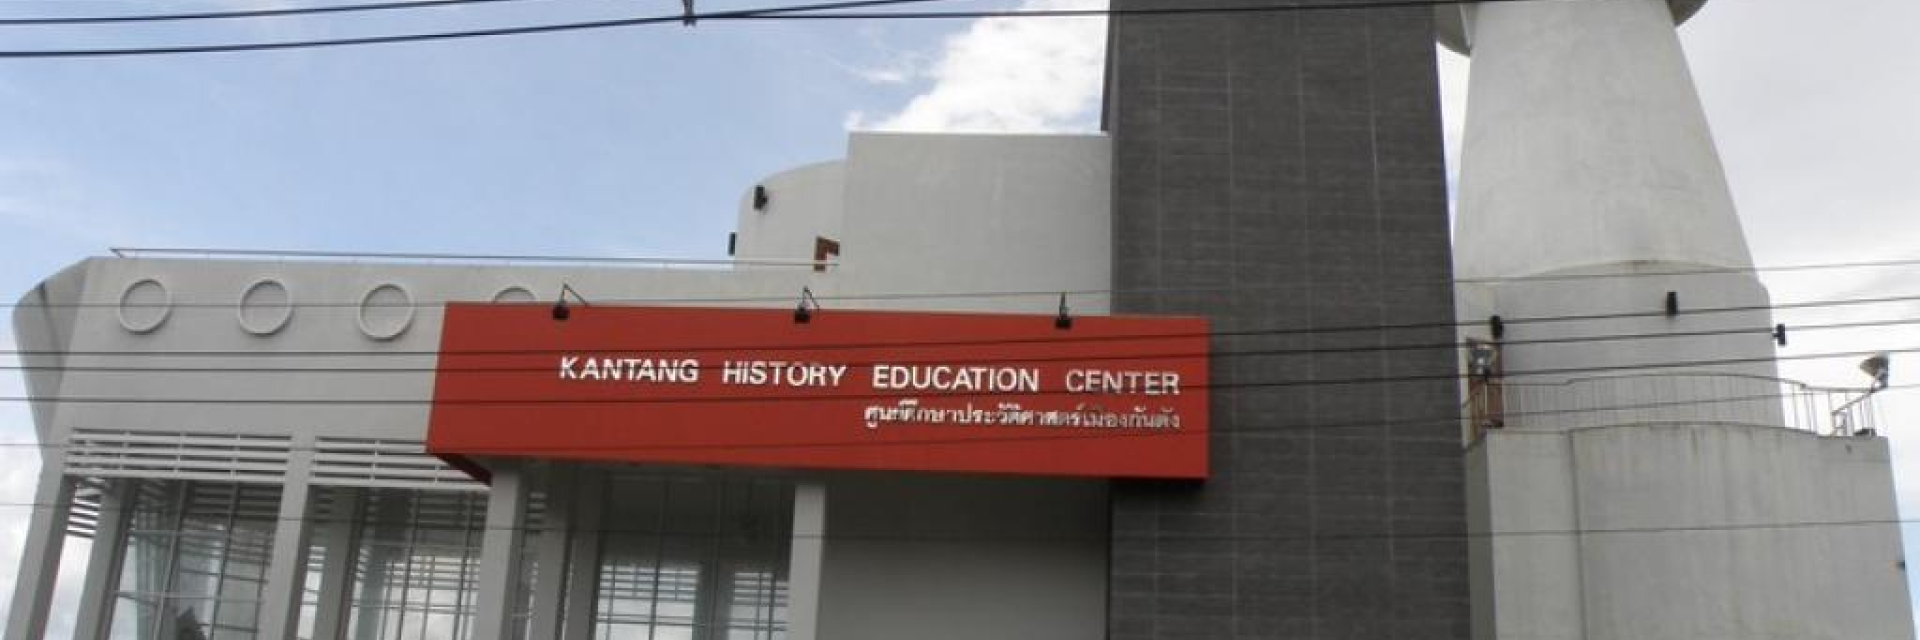 KANTANG HISTORY EDUCATION CENTER
ศูนย์ศึกษาประวัติศาสตร์เมืองกันตัง